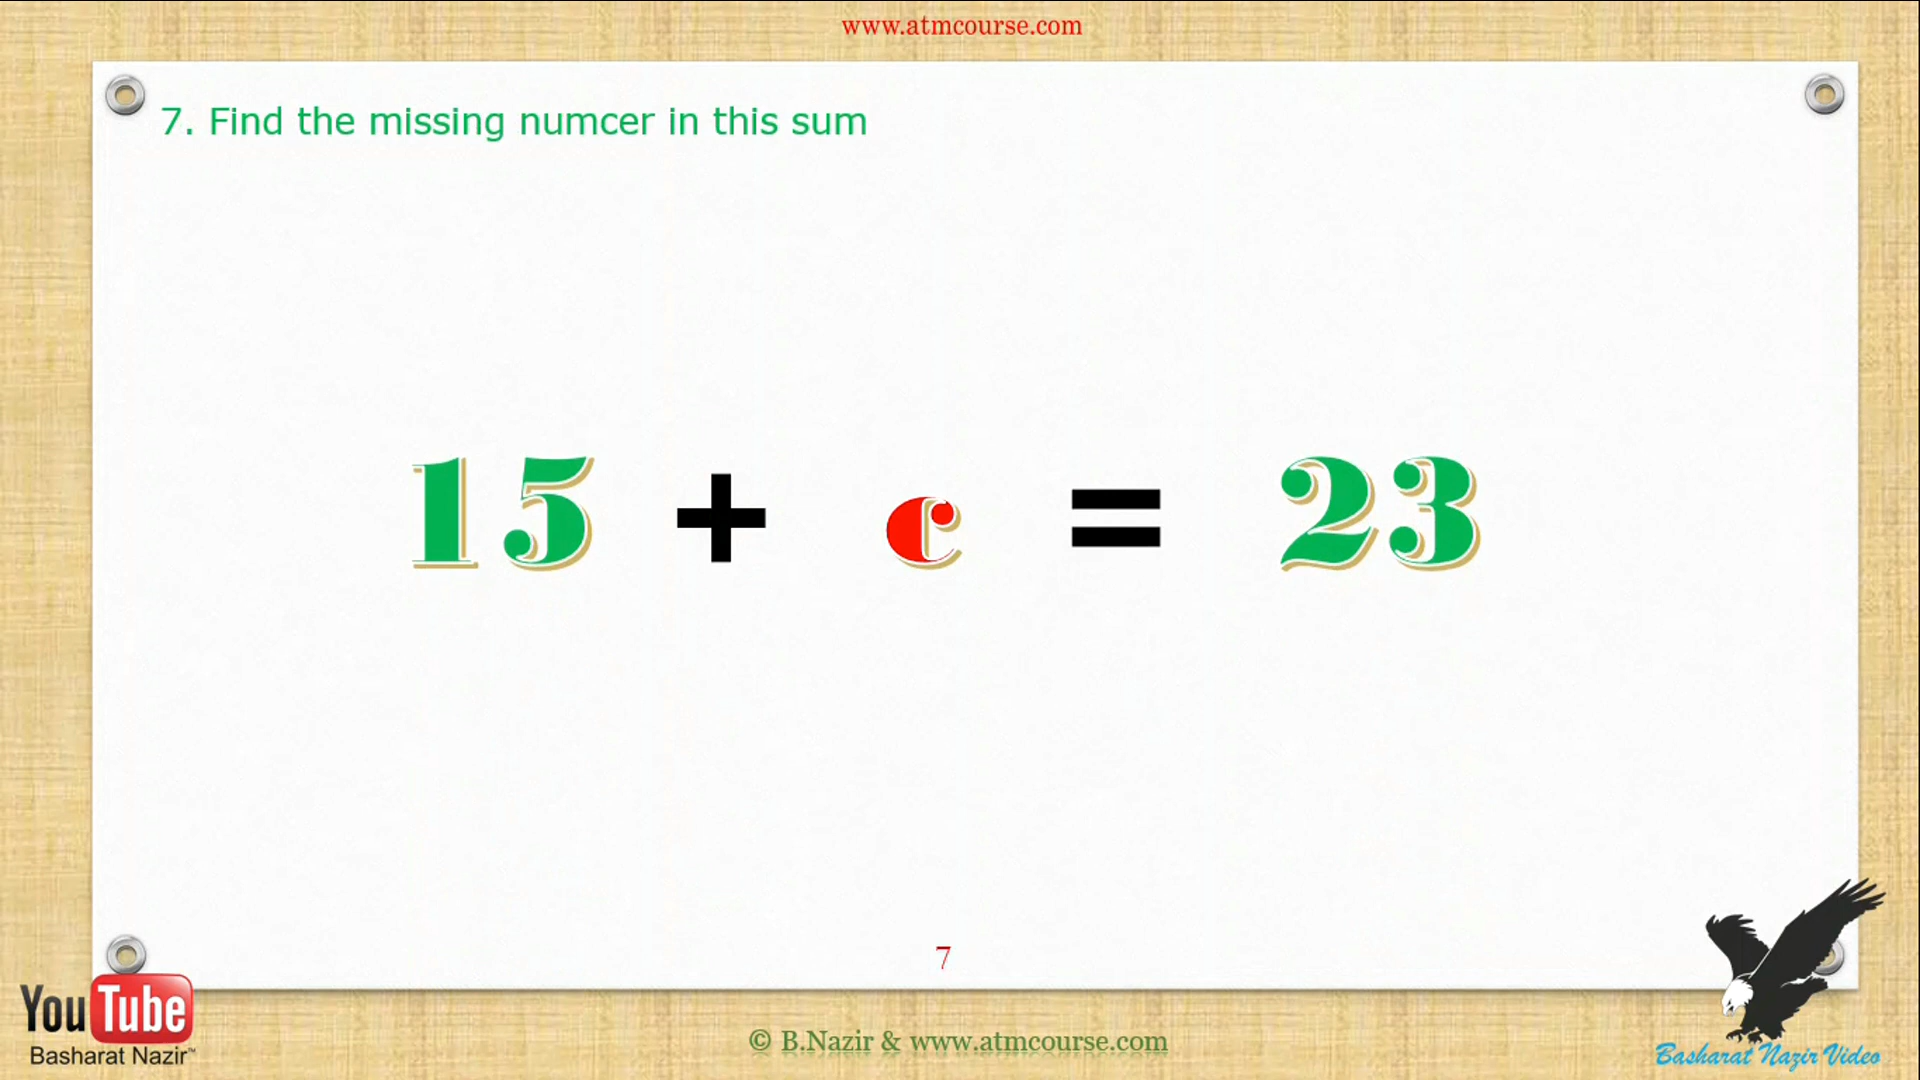 www.atmcourse.com
7. Find the missing numcer in this sum
15 + c = 23
7
YouTube
Basharat Nazir™
© B.Nazir & www.atmcourse.com
Basharat Nazir Video